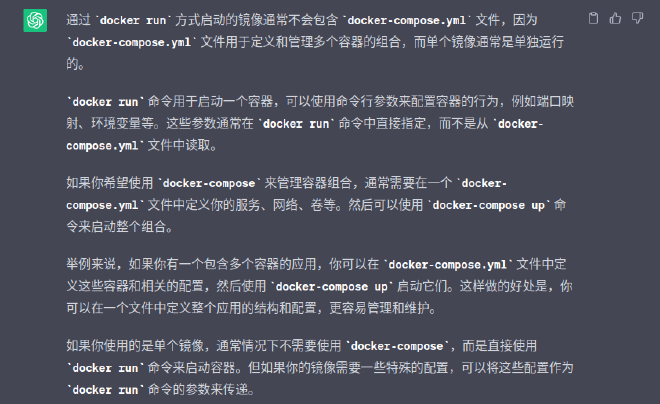 通过 `docker run` 方式启动的镜像通常不会包含 `docker-compose.yml` 文件，因为
`docker-compose.yml` 文件用于定义和管理多个容器的组合，而单个镜像通常是单独运行
的。
`docker run` 命令用于启动一个容器，可以使用命令行参数来配置容器的行为，例如端口映
射、环境变量等。这些参数通常在 `docker run` 命令中直接指定，而不是从 `docker-
compose.yml` 文件中读取。
如果你希望使用 `docker-compose` 来管理容器组合，通常需要在一个 `docker-
compose.yml` 文件中定义你的服务、网络、卷等。然后可以使用 `docker-compose up` 命
令来启动整个组合。
举例来说，如果你有一个包含多个容器的应用，你可以在 `docker-compose.yml` 文件中定
义这些容器和相关的配置，然后使用 `docker-compose up` 启动它们。这样做的好处是，你
可以在一个文件中定义整个应用的结构和配置，更容易管理和维护。
如果你使用的是单个镜像，通常情况下不需要使用 `docker-compose`，而是直接使用
`docker run` 命令来启动容器。但如果你的镜像需要一些特殊的配置，可以将这些配置作为
`docker run` 命令的参数来传递。